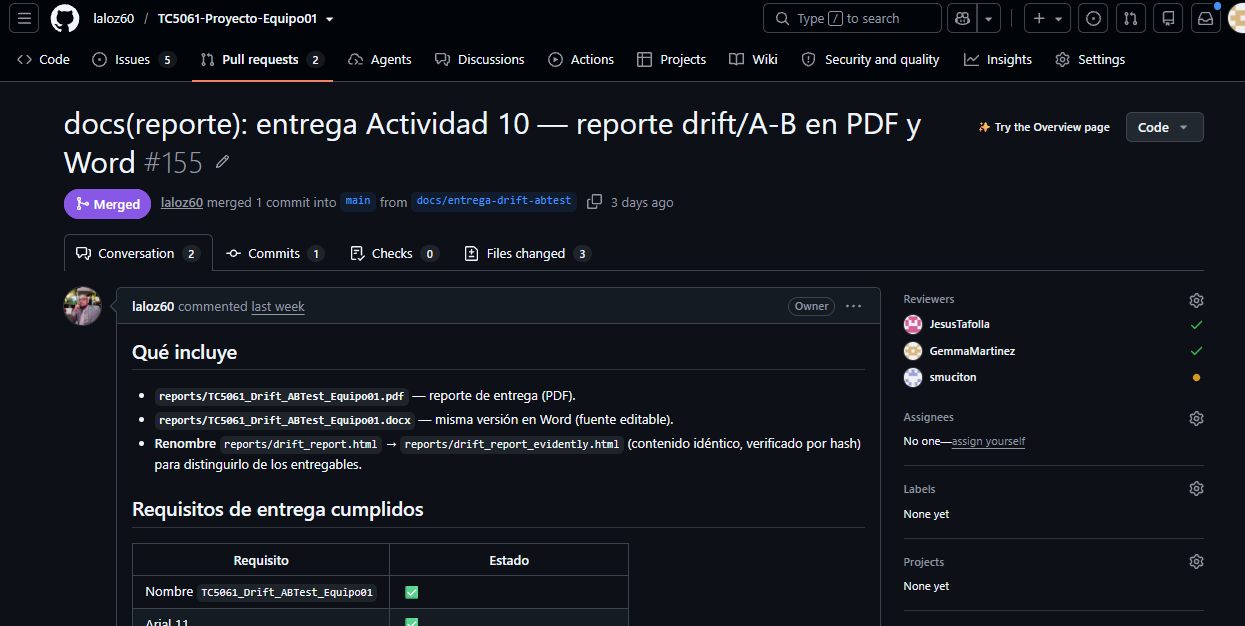 laloz60 / TC5061-Proyecto-Equipo01
Type / to search
Code
Issues 5
Pull requests 2
Agents
Discussions
Actions
Projects
Wiki
Security and quality
Insights
Settings
docs(reporte): entrega Actividad 10 — reporte drift/A-B en PDF y
Word #155
Try the Overview page
Code
Merged laloz60 merged 1 commit into main from docs/entrega-drift-abtest 3 days ago
Conversation 2
Commits 1
Checks 0
Files changed 3
laloz60 commented last week
Owner
Qué incluye
reports/TC5061_Drift_ABTest_Equipo01.pdf — reporte de entrega (PDF).
reports/TC5061_Drift_ABTest_Equipo01.docx — misma versión en Word (fuente editable).
Renombre reports/drift_report.html → reports/drift_report_evidently.html (contenido idéntico, verificado por hash)
para distinguirlo de los entregables.
Requisitos de entrega cumplidos
Requisito Estado
Nombre TC5061_Drift_ABTest_Equipo01 ✅
Arial 11 ✅
Reviewers
JesusTafolla
GemmaMartinez
smuciton
Assignees
No one—assign yourself
Labels
None yet
Projects
None yet